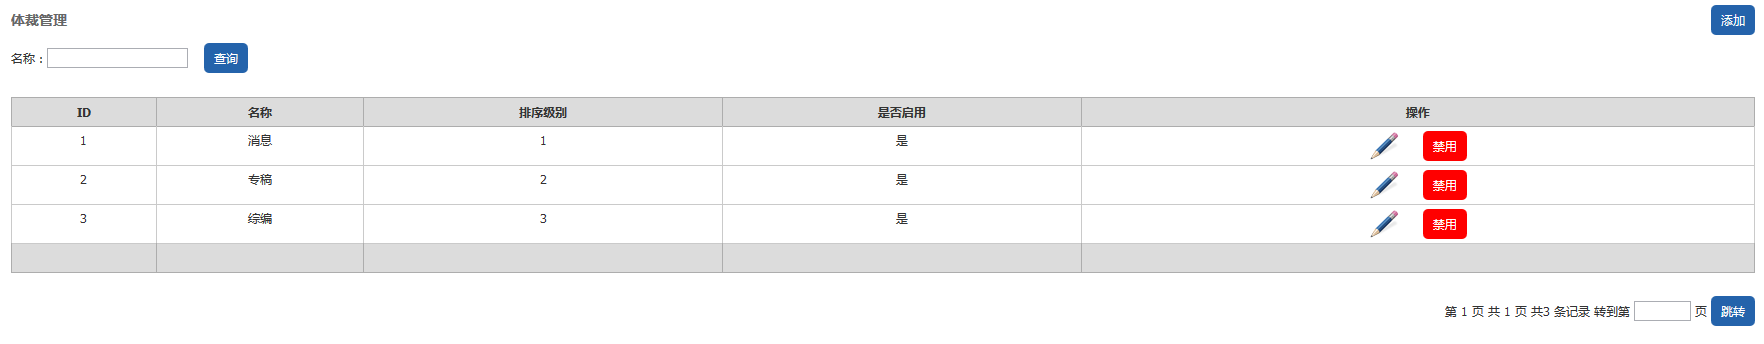 体裁管理 添加
名称 : 查询
ID 名称 排序级别 是否启用 操作
1 消息 1 是 禁用
2 专稿 2 是 禁用
3 综编 3 是 禁用
第 1 页 共 1 页 共3 条记录 转到第 页 跳转